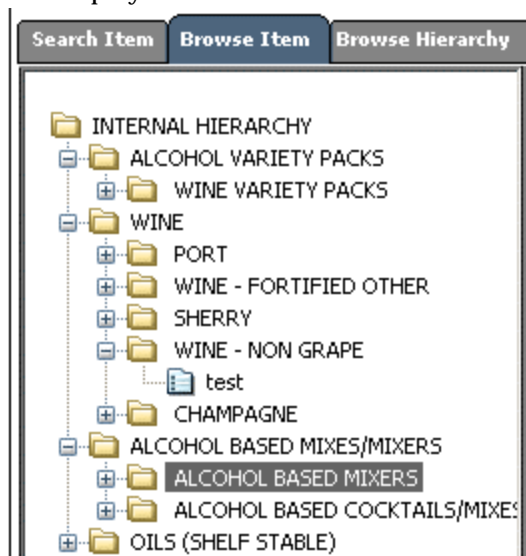 Search Item Browse Item Browse Hierarchy
INTERNAL HIERARCHY
ALCOHOL VARIETY PACKS
WINE VARIETY PACKS
WINE
PORT
WINE - FORTIFIED OTHER
SHERRY
WINE - NON GRAPE
test
CHAMPAGNE
ALCOHOL BASED MIXES/MIXERS
ALCOHOL BASED MIXERS
ALCOHOL BASED COCKTAILS/MIXES
OILS (SHELF STABLE)